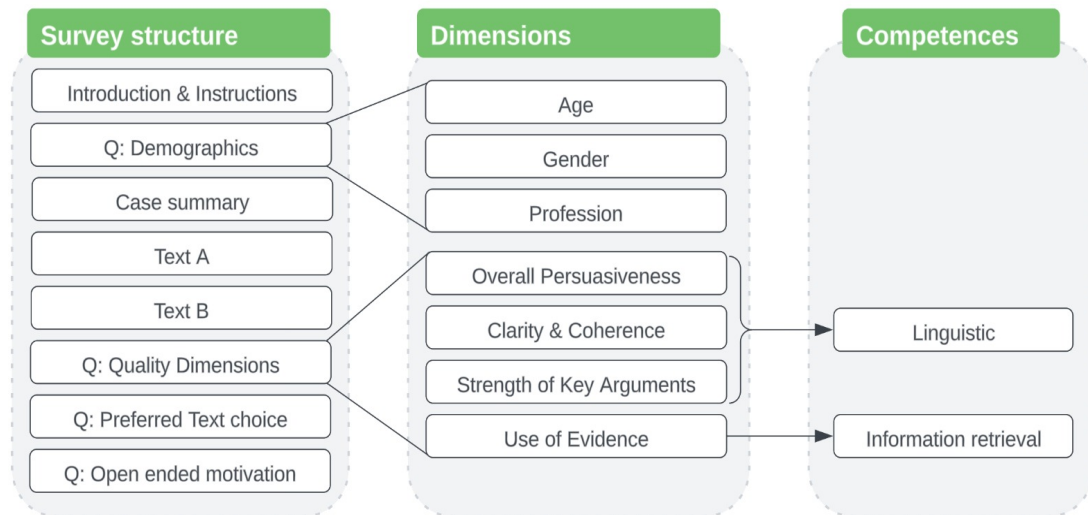 Survey structure
Introduction & Instructions
Q: Demographics
Case summary
Text A
Text B
Q: Quality Dimensions
Q: Preferred Text choice
Q: Open ended motivation
Dimensions
Age
Gender
Profession
Overall Persuasiveness
Clarity & Coherence
Strength of Key Arguments
Use of Evidence
Competences
Linguistic
Information retrieval